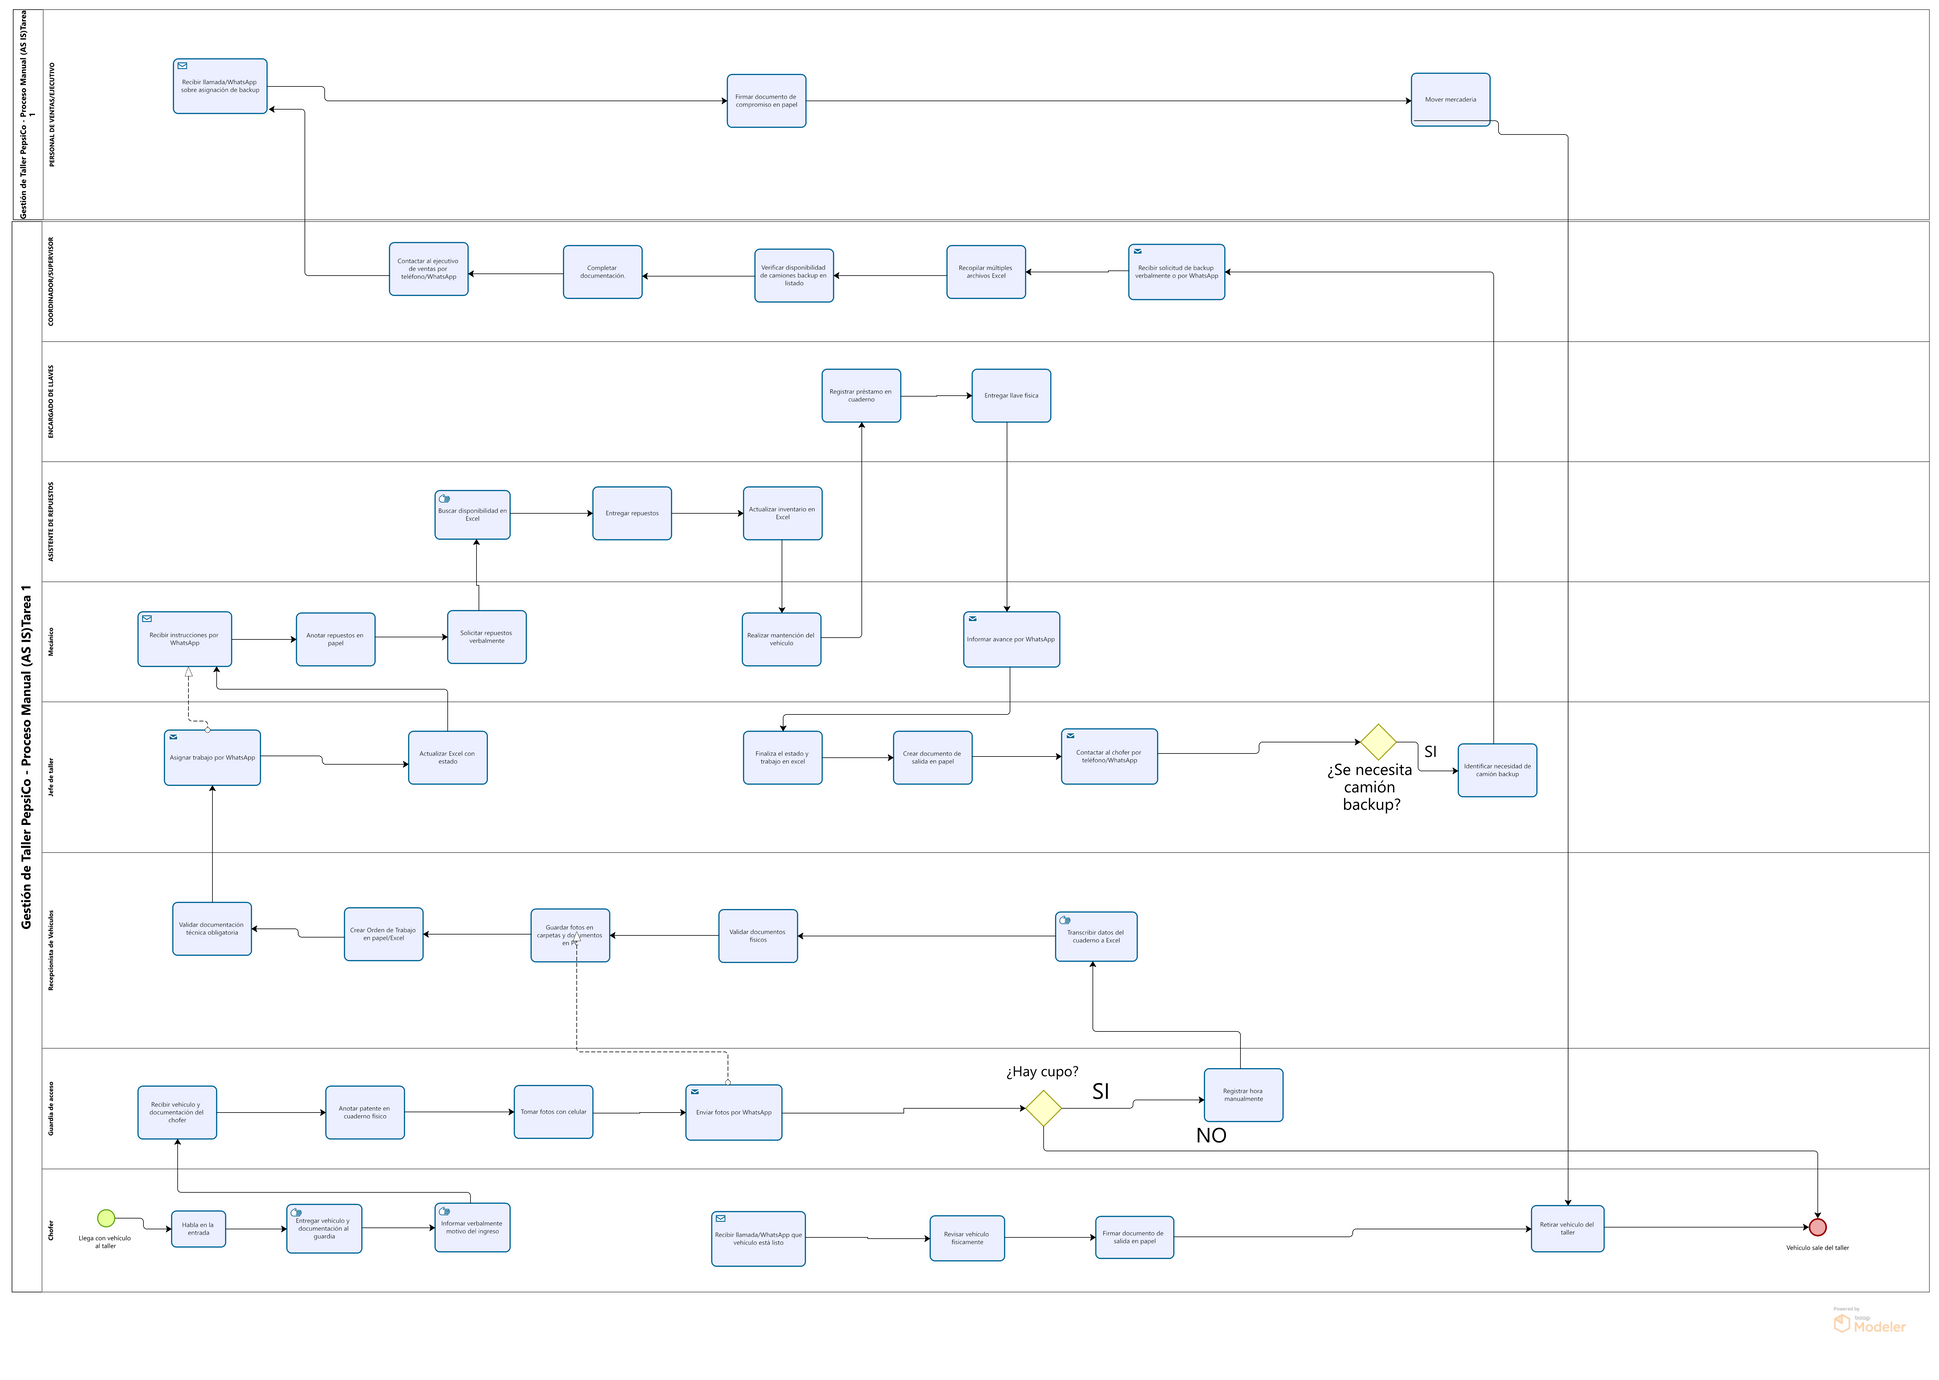 Gestión de Taller PepsiCo - Proceso Manual (AS IS)Tarea
1
PERSONAL DE VENTAS/EJECUTIVO
Recibir llamada/WhatsApp
sobre asignación de backup
Firmar documento de
compromiso en papel
Mover mercaderia
Gestión de Taller PepsiCo - Proceso Manual (AS IS)Tarea 1
COORDINADOR/SUPERVISOR
Contactar al ejecutivo
de ventas por
teléfono/WhatsApp
Completar
documentación.
Verificar disponibilidad
de camiones backup en
listado
Recopilar múltiples
archivos Excel
Recibir solicitud de backup
verbalmente o por WhatsApp
ENCARGADO DE LLAVES
Registrar préstamo en
cuaderno
Entregar llave física
ASISTENTE DE REPUESTOS
Buscar disponibilidad en
Excel
Entregar repuestos
Actualizar inventario en
Excel
Mecánico
Recibir instrucciones por
WhatsApp
Anotar repuestos en
papel
Solicitar repuestos
verbalmente
Realizar mantención del
vehículo
Informar avance por WhatsApp
Jefe de taller
Asignar trabajo por WhatsApp
Actualizar Excel con
estado
Finaliza el estado y
trabajo en excel
Crear documento de
salida en papel
Contactar al chofer por
teléfono/WhatsApp
¿Se necesita
camión
backup?
SI
Identificar necesidad de
camión backup
Recepcionista de Vehículos
Validar documentación
técnica obligatoria
Crear Orden de Trabajo
en papel/Excel
Guardar fotos en
carpetas y documentos
en
Validar documentos
físicos
Transcribir datos del
cuaderno a Excel
Guardia de acceso
Recibir vehículo y
documentación del
chofer
Anotar patente en
cuaderno físico
Tomar fotos con celular
Enviar fotos por WhatsApp
¿Hay cupo?
SI
NO
Registrar hora
manualmente
Chofer
Llega con vehículo
al taller
Habla en la
entrada
Entregar vehículo y
documentación al
guardia
Informar verbalmente
motivo del ingreso
Recibir llamada/WhatsApp que
vehículo está listo
Revisar vehículo
físicamente
Firmar documento de
salida en papel
Retirar vehículo del
taller
Vehículo sale del taller
Powered by
bizagi
Modeler